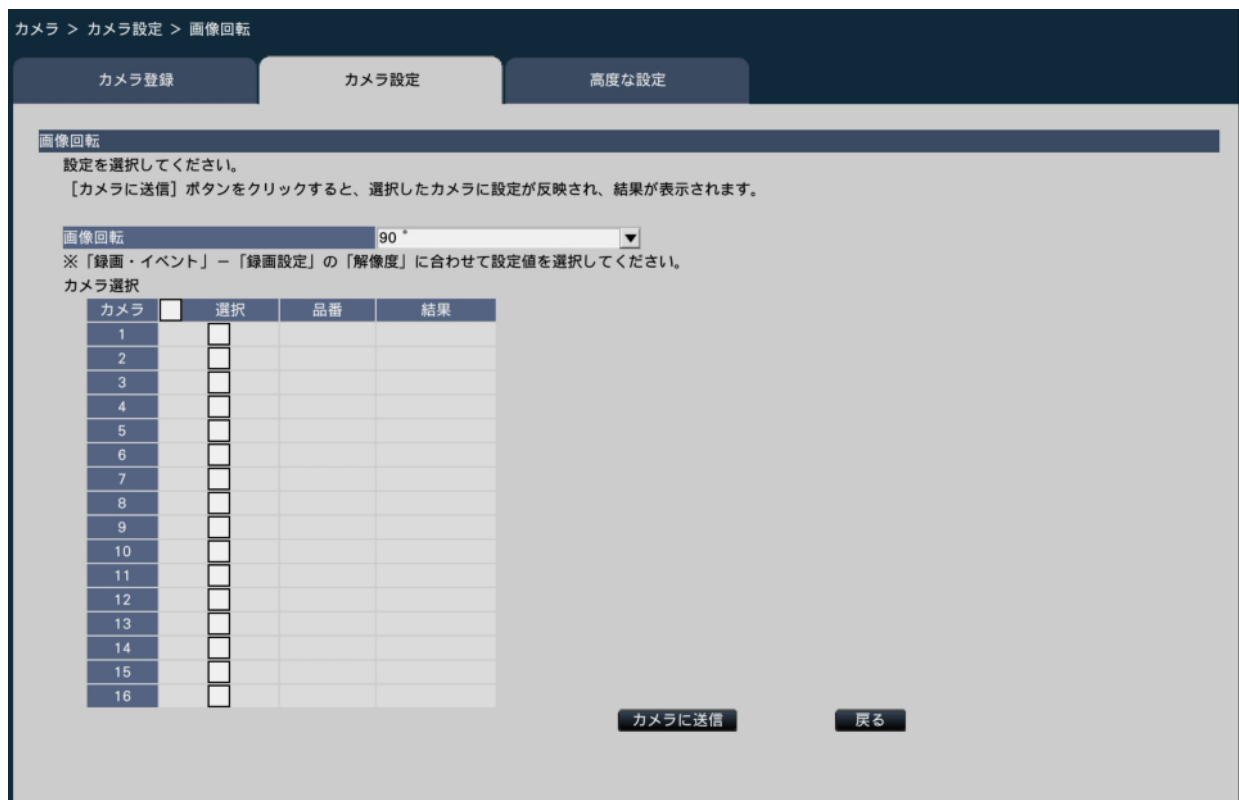 カメラ > カメラ設定 > 画像回転
カメラ登録 カメラ設定 高度な設定
画像回転
設定を選択してください。
［カメラに送信］ボタンをクリックすると、選択したカメラに設定が反映され、結果が表示されます。
画像回転 90 °
※「録画・イベント」－「録画設定」の「解像度」に合わせて設定値を選択してください。
カメラ選択
カメラ 選択 品番 結果
1
2
3
4
5
6
7
8
9
10
11
12
13
14
15
16
カメラに送信 戻る